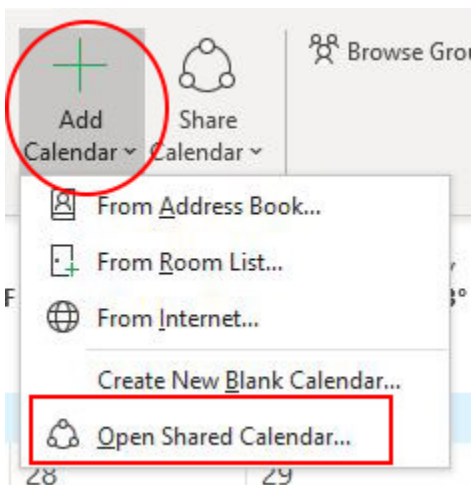 Browse Grou
Add
Calendar
Share
Calendar
From Address Book...
From Room List...
From Internet...
F
Create New Blank Calendar...
Open Shared Calendar...
28
29